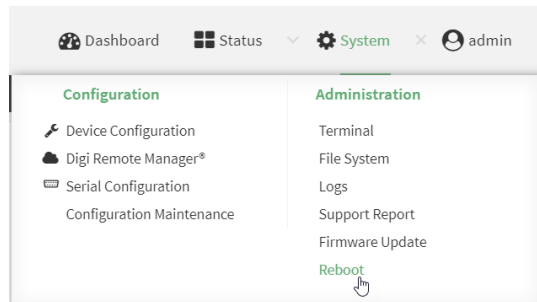 Dashboard Status System admin
Configuration
Device Configuration
Digi Remote Manager®
Serial Configuration
Configuration Maintenance
Administration
Terminal
File System
Logs
Support Report
Firmware Update
Reboot